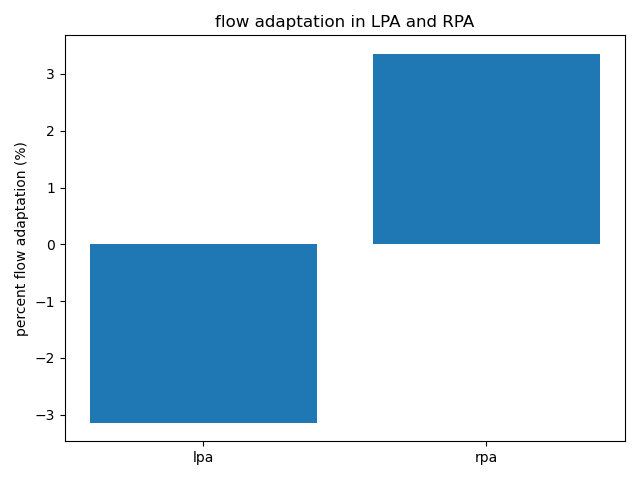 flow adaptation in LPA and RPA
percent flow adaptation (%)
3
2
1
0
−1
−2
−3
lpa
rpa